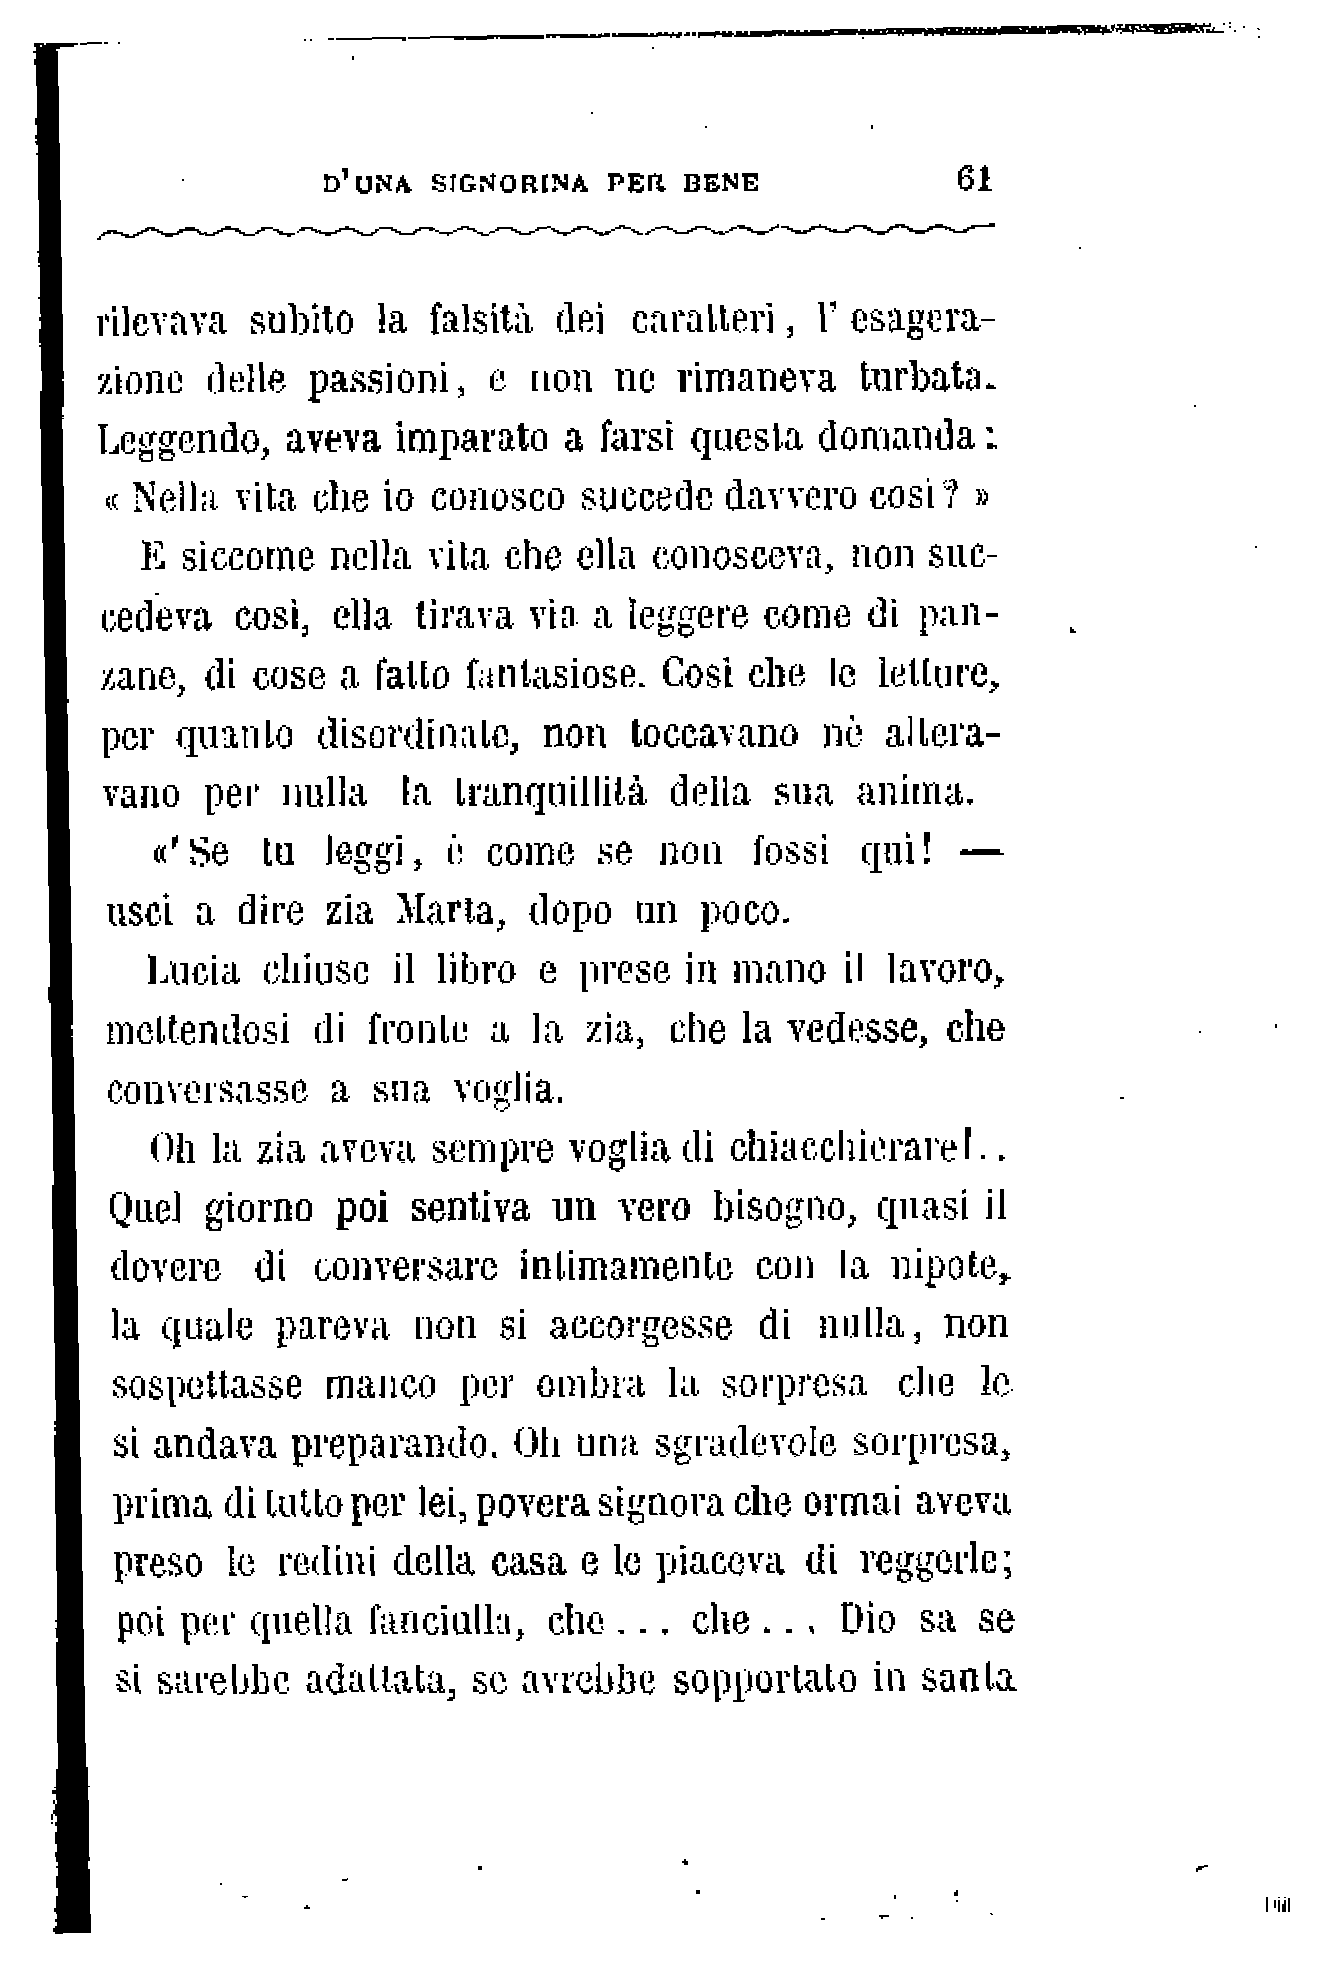 D'UNA SIGNORINA PER BENE 61
rilevava subito la falsità dei caratteri, l'esagera-
zione delle passioni, e non ne rimaneva turbata.
Leggendo, aveva imparato a farsi questa domanda:
« Nella vita che io conosco succede davvero così? »
E siccome nella vita che ella conosceva, non suc-
cedeva così, ella tirava via a leggere come di pan-
zane, di cose a fatto fantasiose. Così che le letture,
per quanto disordinate, non toccavano nè altera-
vano per nulla la tranquillità della sua anima.
« Se tu leggi, è come se non fossi qui! —
uscì a dire zia Marta, dopo un poco.
Lucia chiuse il libro e prese in mano il lavoro,
mettendosi di fronte a la zia, che la vedesse, che
conversasse a sua voglia.
Oh la zia aveva sempre voglia di chiacchierare!..
Quel giorno poi sentiva un vero bisogno, quasi il
dovere di conversare intimamente con la nipote,
la quale pareva non si accorgesse di nulla, non
sospettasse manco per ombra la sorpresa che le
si andava preparando. Oh una sgradevole sorpresa,
prima di tutto per lei, povera signora che ormai aveva
preso le redini della casa e le piaceva di reggerle;
poi per quella fanciulla, che... che... Dio sa se
si sarebbe adattata, se avrebbe sopportato in santa